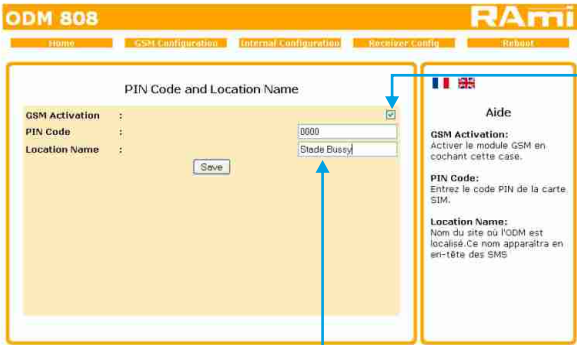 ODM 808
RAmi
Home
GSM Configuration
Internal Configuration
Receiver Config
Reboot
PIN Code and Location Name
GSM Activation :
PIN Code : 0000
Location Name : Stade Bussy
Save
Aide
GSM Activation:
Activer le module GSM en
cochant cette case.
PIN Code:
Entrez le code PIN de la carte
SIM.
Location Name:
Nom du site où l'ODM est
localisé.Ce nom apparaîtra en
en-tête des SMS